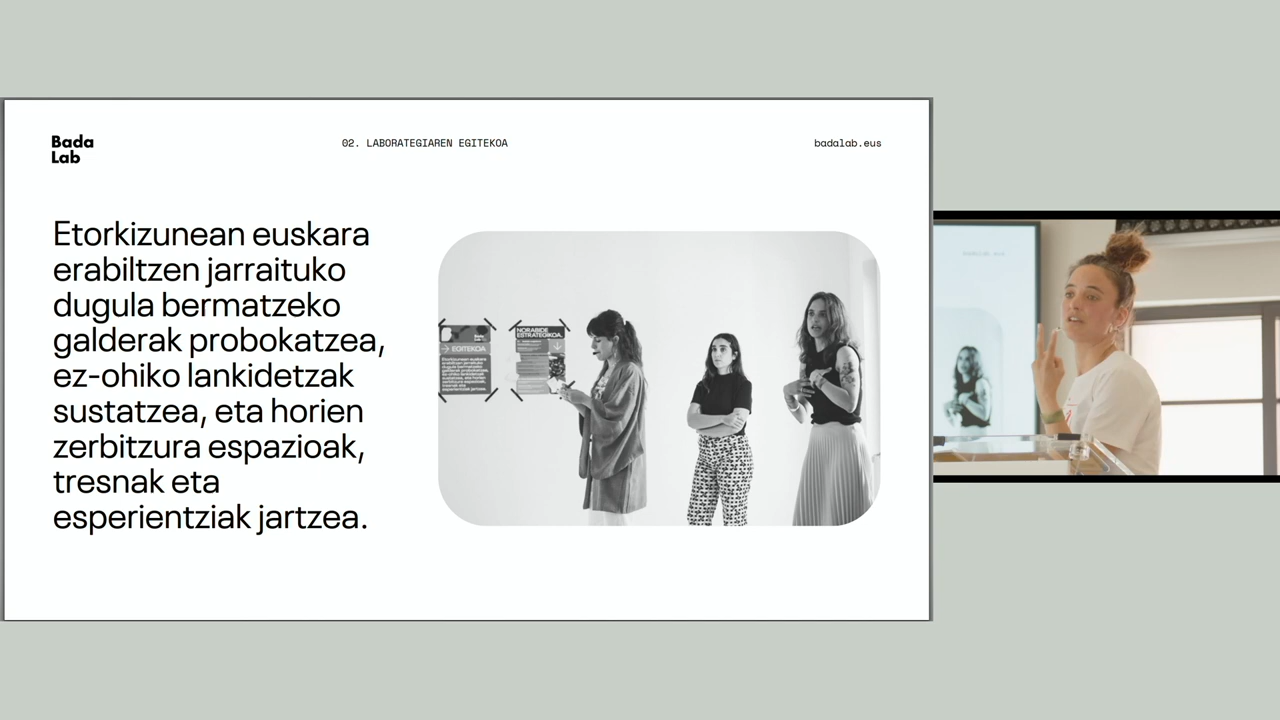 Bada
Lab
02. LABORATEGIAREN EGITEKOA
badalab.eus
Etorkizunean euskara
erabiltzen jarraituko
dugula bermatzeko
galderak probokatzea,
ez-ohiko lankidetzak
sustatzea, eta horien
zerbitzura espazioak,
tresnak eta
esperientziak jartzea.
→ EGITEKOA
NORABIDE
ESTRATEGIKOA